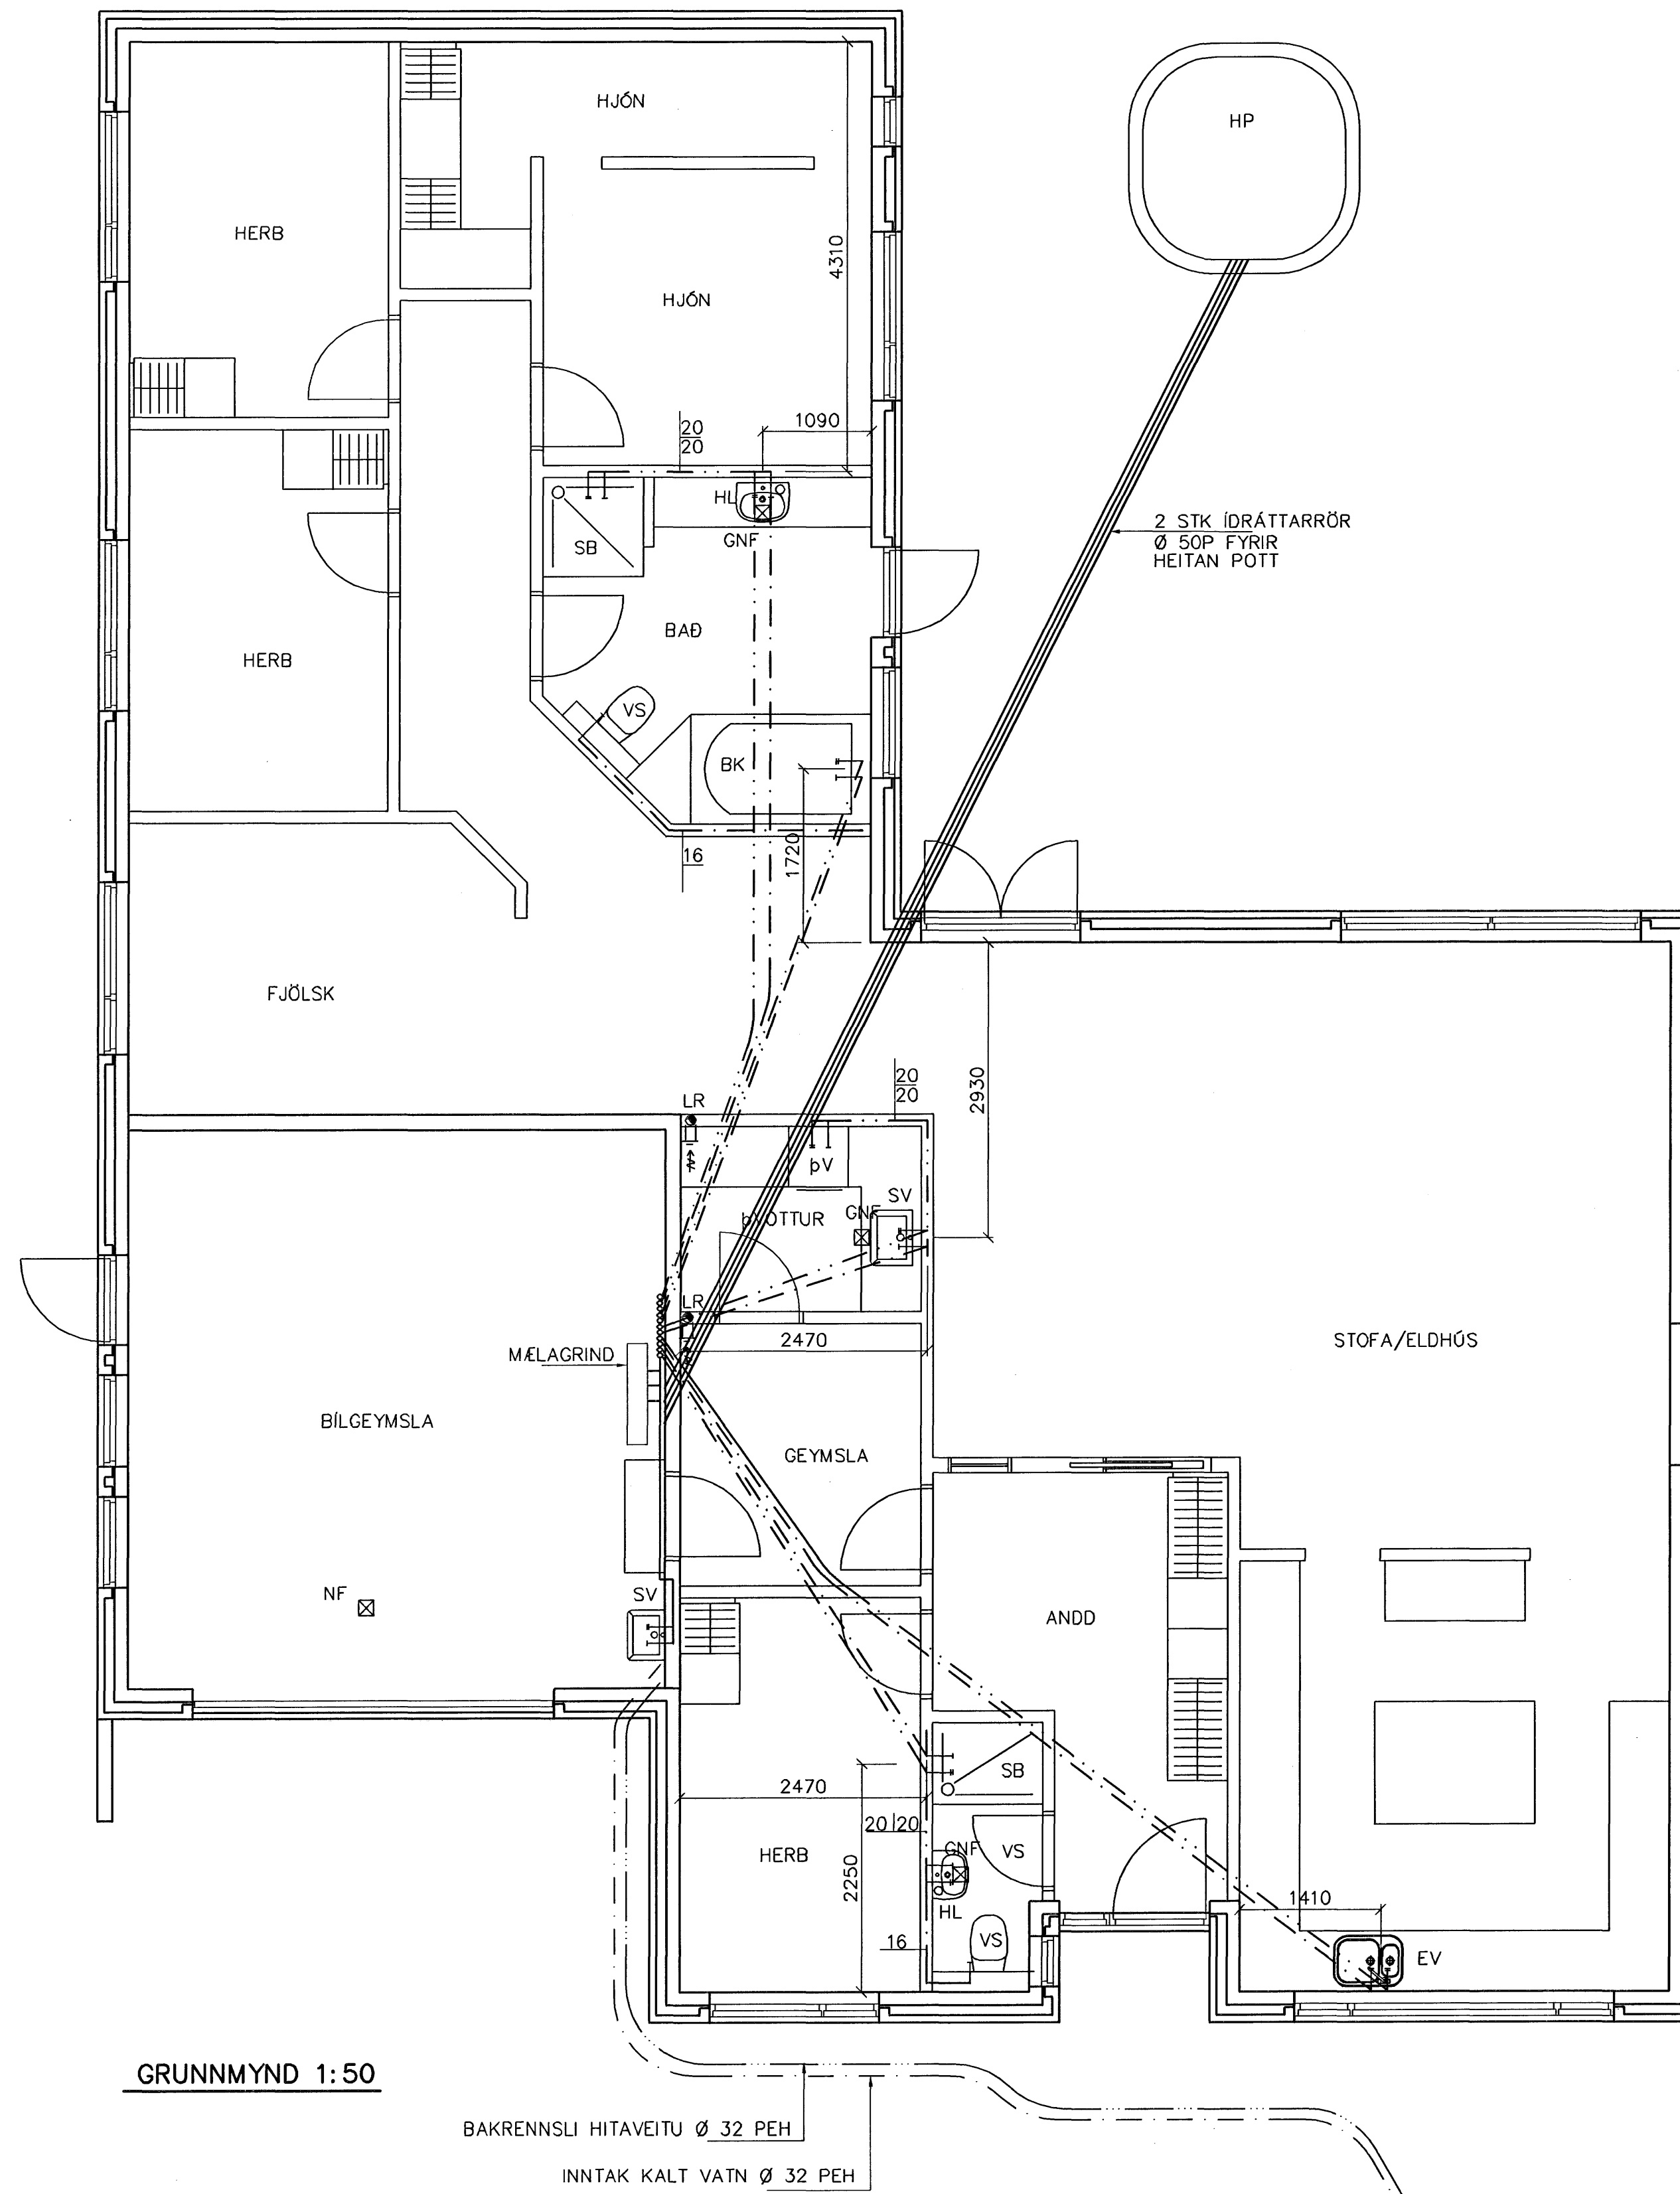 HJÓN
HP
HERB
4310
HJÓN
20
20
1090
HL
GNF
SB
2 STK ÍDRÁTTARRÖR
Ø 50P FYRIR
HEITAN POTT
BAÐ
HERB
VS
BK
1720
16
FJÖLSK
20
20
2930
LR
ÞV
SV
GNF
ÞVOTTUR
LR
2470
MÆLAGRIND
STOFA/ELDHÚS
BÍLGEYMSLA
GEYMSLA
NF
SV
ANDD
SB
2470
20 20
GNF
VS
HERB
2250
HL
1410
16
VS
EV
GRUNNMYND 1:50
BAKRENNSLI HITAVEITU Ø 32 PEH
INNTAK KALT VATN Ø 32 PEH